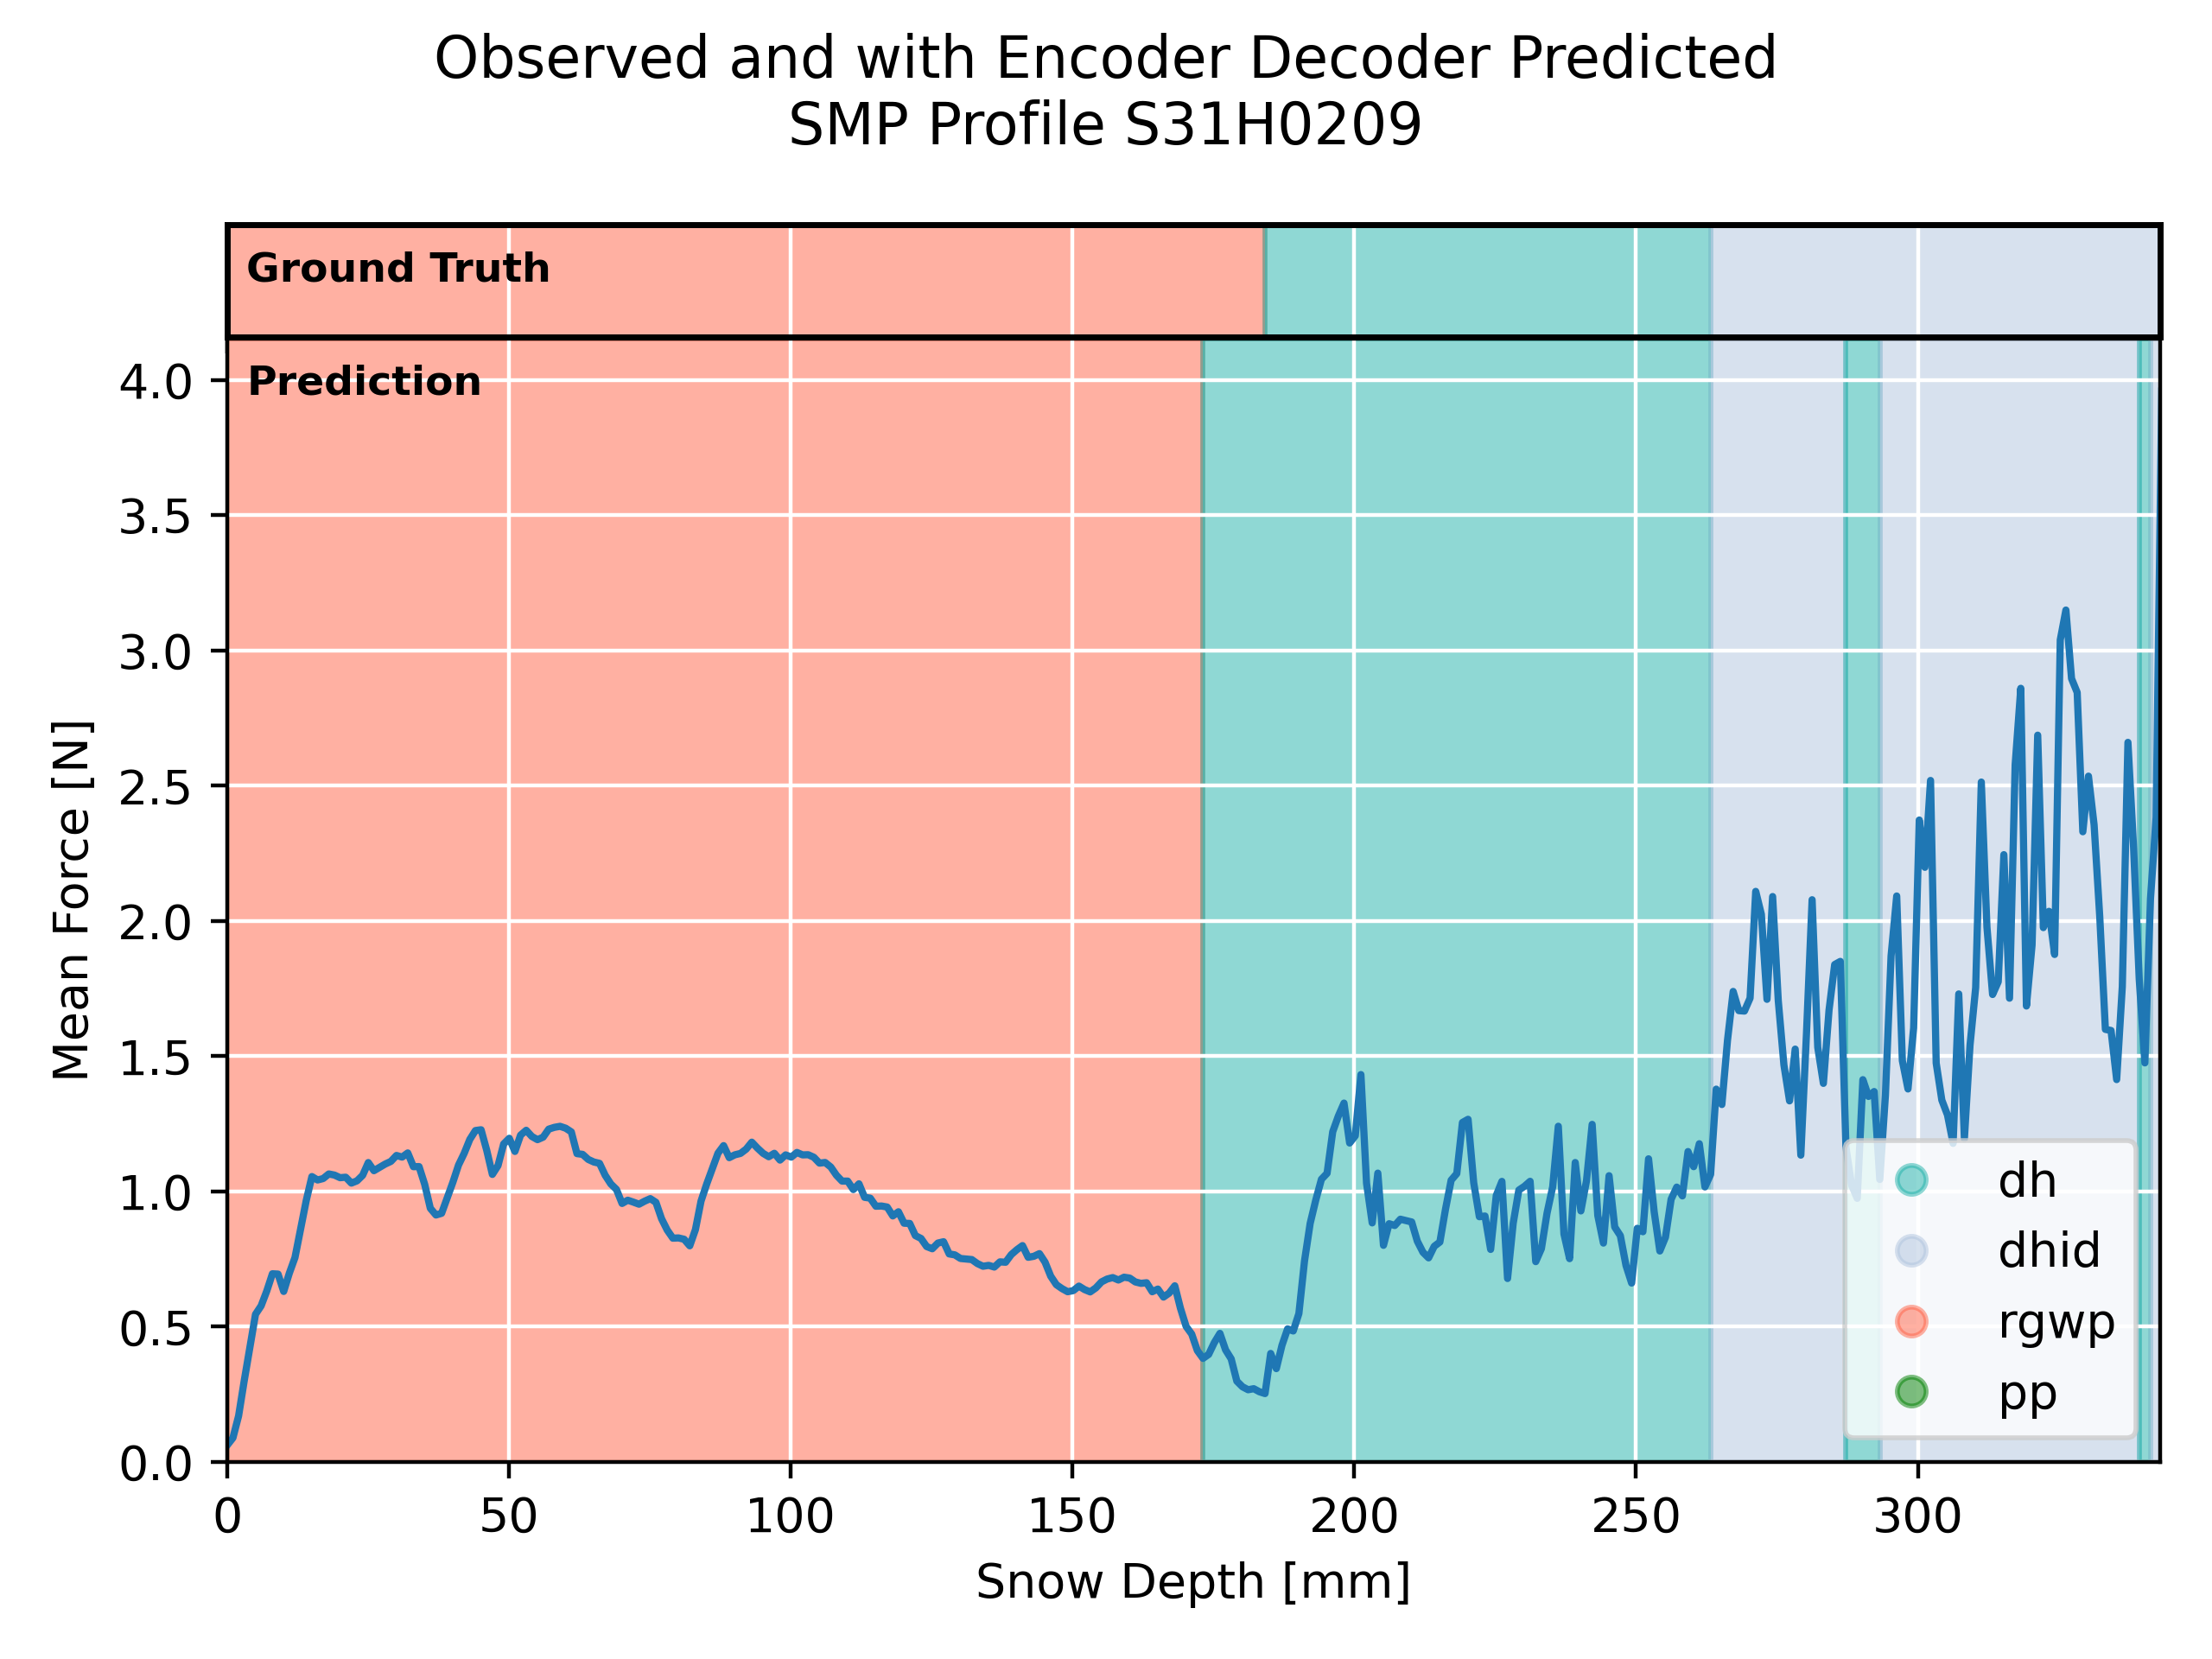 Observed and with Encoder Decoder Predicted
SMP Profile S31H0209
Ground Truth
Prediction
4.0
3.5
3.0
2.5
2.0
1.5
1.0
0.5
0.0
Mean Force [N]
dh
dhid
rgwp
pp
0 50 100 150 200 250 300
Snow Depth [mm]